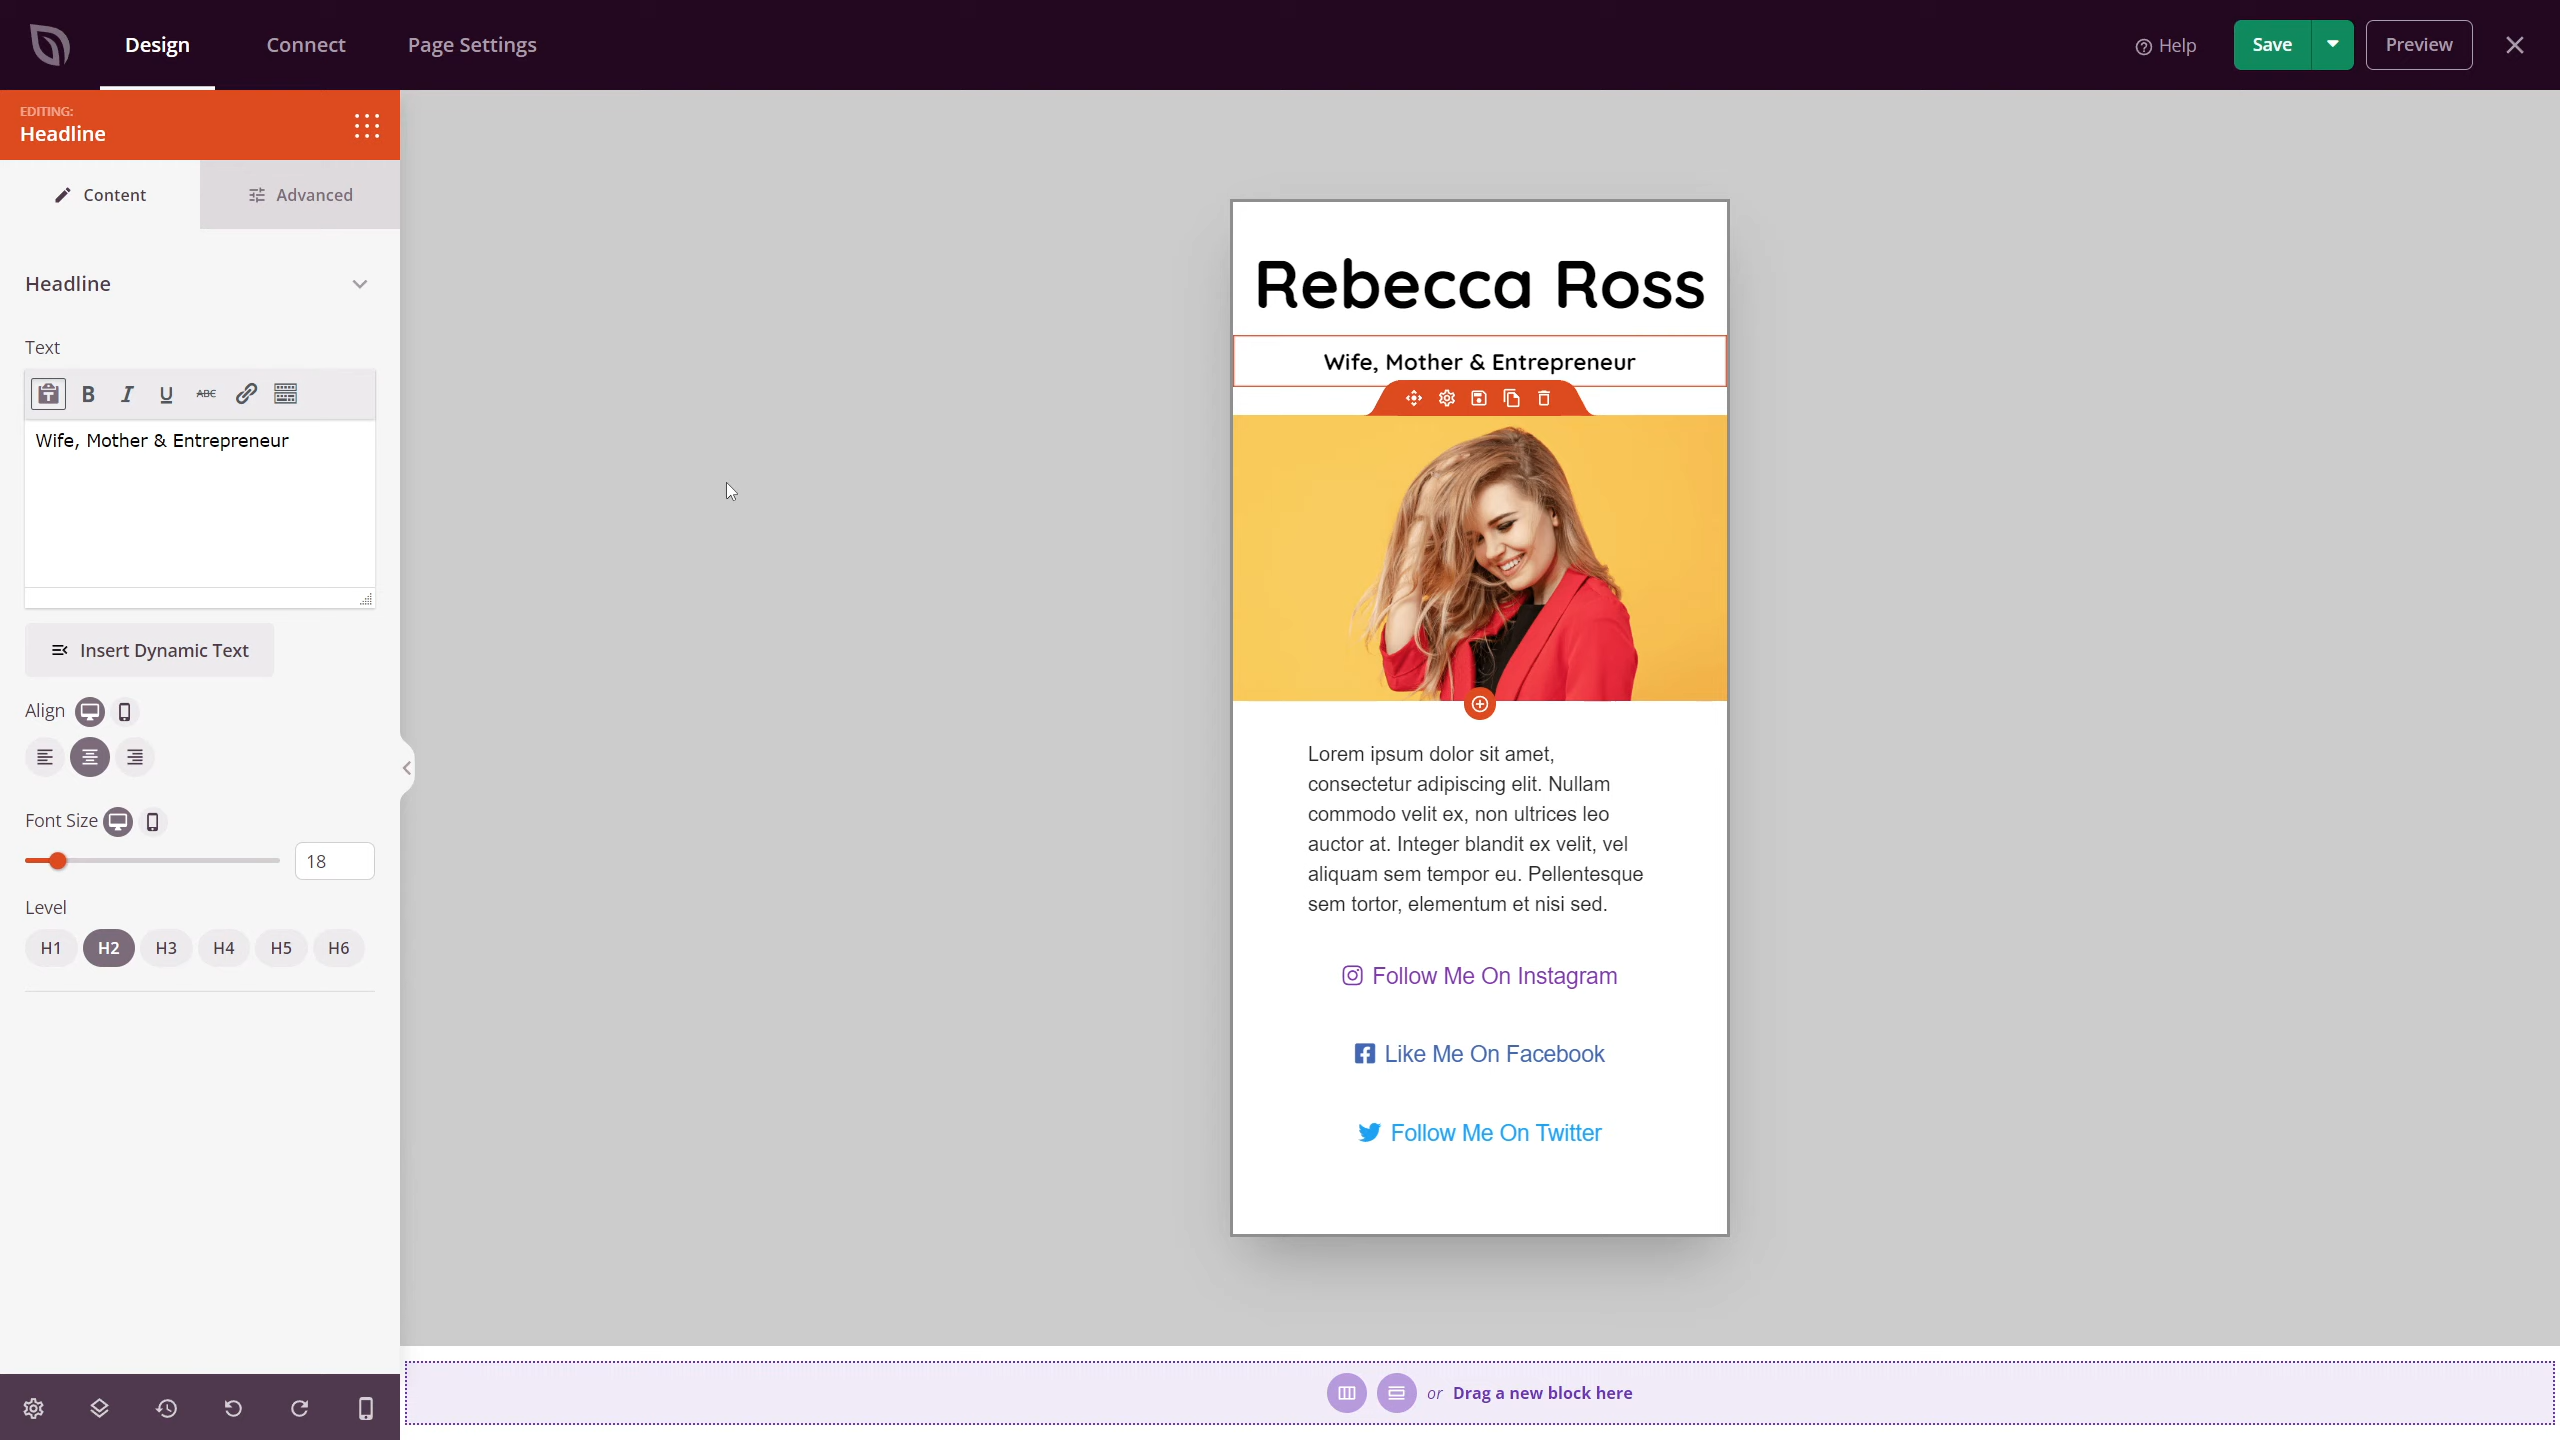 Design
Connect
Page Settings
Help
Save
Preview
EDITING:
Headline
Content
Advanced
Headline
Text
B I U ABC
Wife, Mother & Entrepreneur
Insert Dynamic Text
Align
Font Size
18
Level
H1 H2 H3 H4 H5 H6
Rebecca Ross
Wife, Mother & Entrepreneur
Lorem ipsum dolor sit amet,
consectetur adipiscing elit. Nullam
commodo velit ex, non ultrices leo
auctor at. Integer blandit ex velit, vel
aliquam sem tempor eu. Pellentesque
sem tortor, elementum et nisi sed.
Follow Me On Instagram
Like Me On Facebook
Follow Me On Twitter
or Drag a new block here